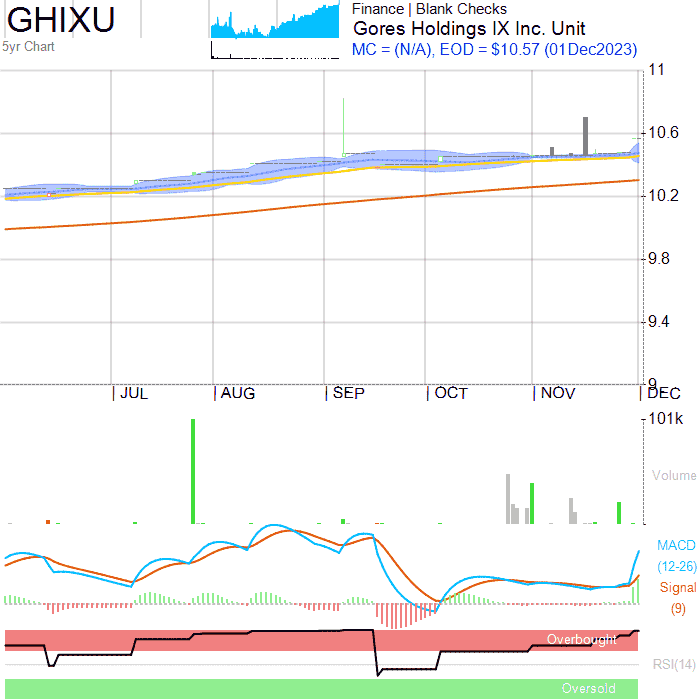 GHIXU
5yr Chart
Finance | Blank Checks
Gores Holdings IX Inc. Unit
MC = (N/A), EOD = $10.57 (01Dec2023)
11
10.6
10.2
9.8
9.4
9
JUL AUG SEP OCT NOV DEC
101k
Volume
MACD
(12-26)
Signal
(9)
Overbought
RSI(14)
Oversold